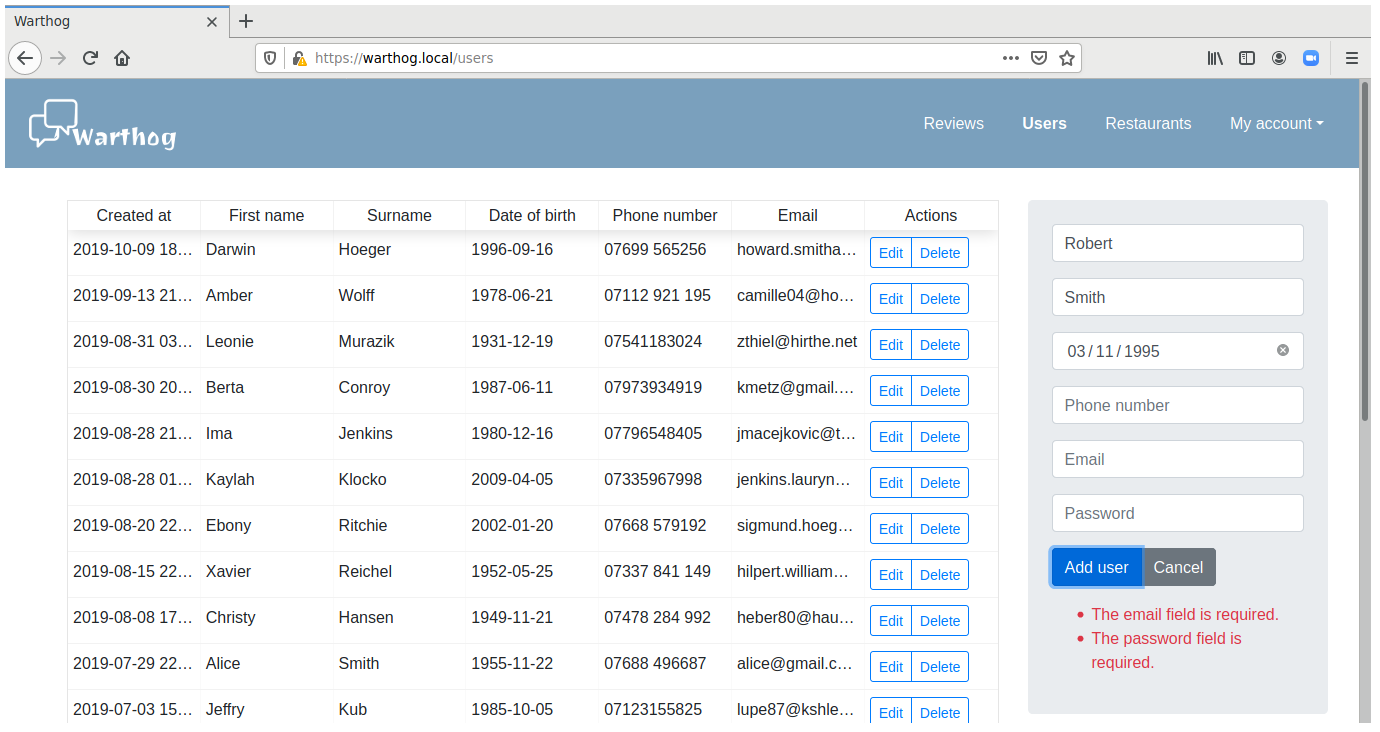 Warthog
https://warthog.local/users
Warthog
Reviews Users Restaurants My account
Created at First name Surname Date of birth Phone number Email Actions
2019-10-09 18… Darwin Hoeger 1996-09-16 07699 565256 howard.smitha… Edit Delete
2019-09-13 21… Amber Wolff 1978-06-21 07112 921 195 camille04@ho… Edit Delete
2019-08-31 03… Leonie Murazik 1931-12-19 07541183024 zthiel@hirthe.net Edit Delete
2019-08-30 20… Berta Conroy 1987-06-11 07973934919 kmetz@gmail.… Edit Delete
2019-08-28 21… Ima Jenkins 1980-12-16 07796548405 jmacejkovic@t… Edit Delete
2019-08-28 01… Kaylah Klocko 2009-04-05 07335967998 jenkins.lauryn… Edit Delete
2019-08-20 22… Ebony Ritchie 2002-01-20 07668 579192 sigmund.hoeg… Edit Delete
2019-08-15 22… Xavier Reichel 1952-05-25 07337 841 149 hilpert.william… Edit Delete
2019-08-08 17… Christy Hansen 1949-11-21 07478 284 992 heber80@hau… Edit Delete
2019-07-29 22… Alice Smith 1955-11-22 07688 496687 alice@gmail.c… Edit Delete
2019-07-03 15… Jeffry Kub 1985-10-05 07123155825 lupe87@kshle… Edit Delete
Robert
Smith
03/11/1995
Phone number
Email
Password
Add user Cancel
• The email field is required.
• The password field is
required.